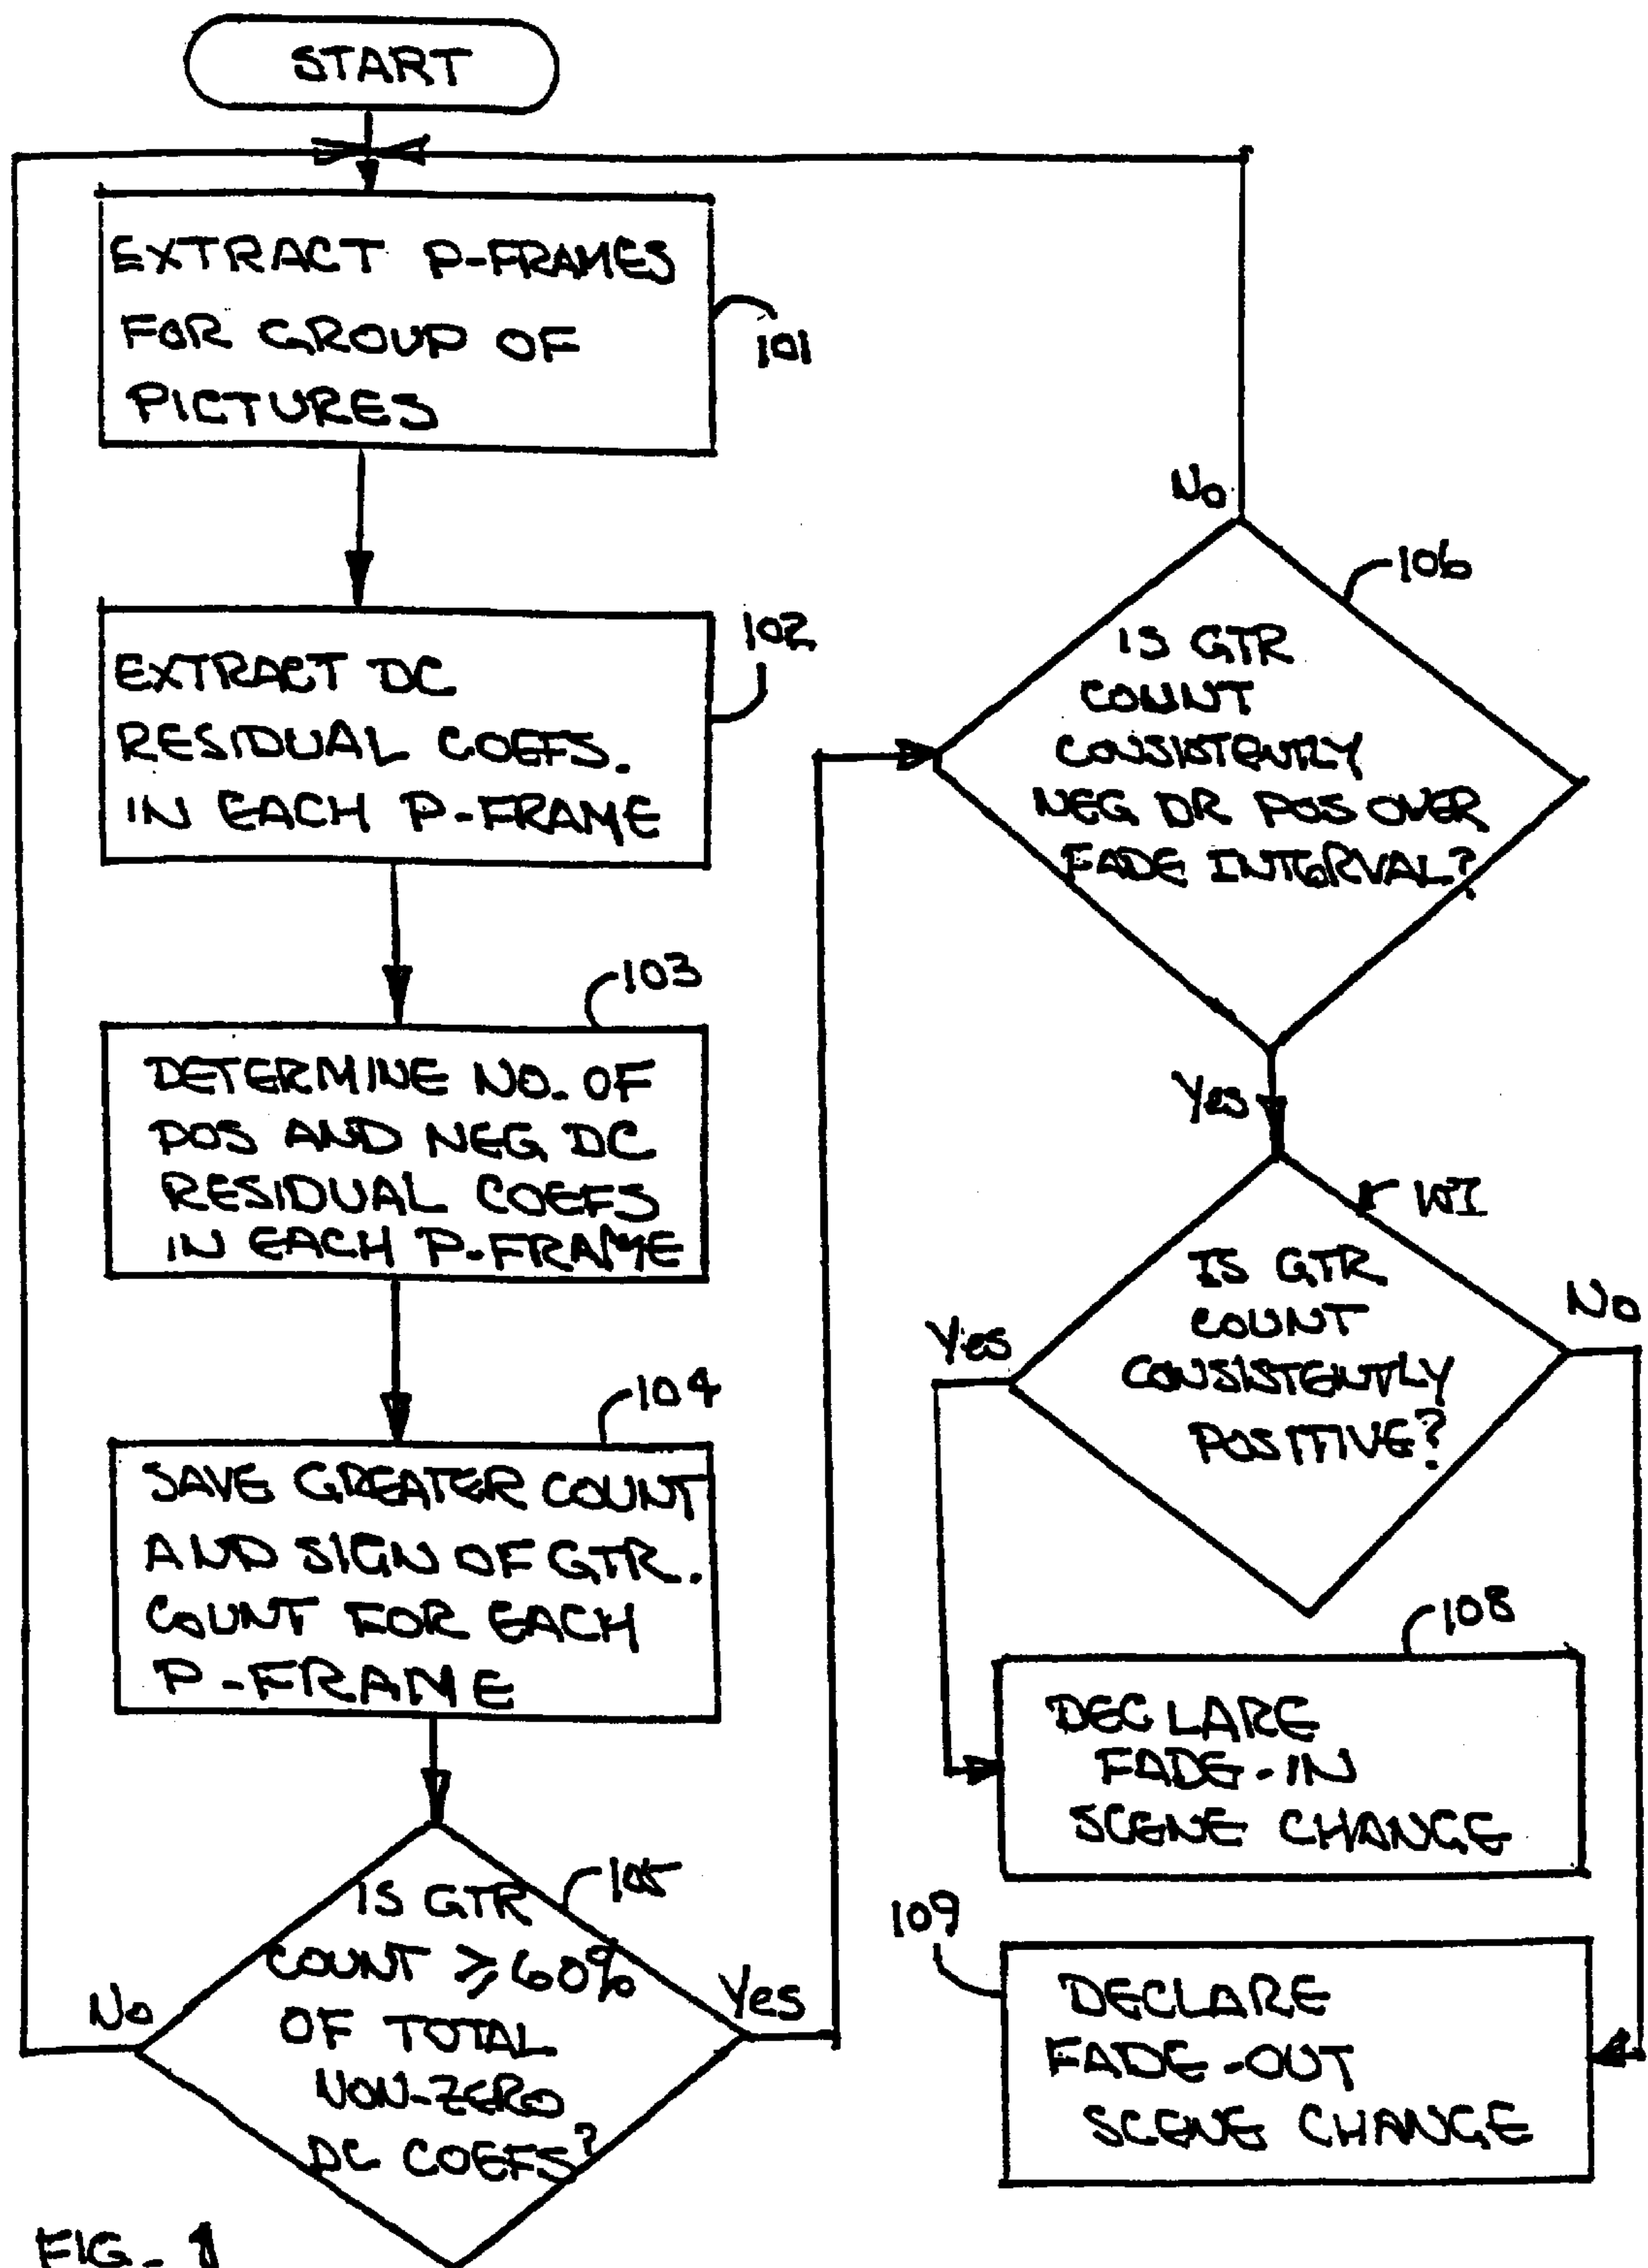 START
EXTRACT P-FRAMES
FOR GROUP OF
PICTURES
101
EXTRACT DC
RESIDUAL COEFS.
IN EACH P-FRAME
102
103
DETERMINE NO. OF
POS AND NEG DC
RESIDUAL COEFS
IN EACH P-FRAME
104
SAVE GREATER COUNT
AND SIGN OF GTR.
COUNT FOR EACH
P-FRAME
105
IS GTR
COUNT ≥ 60%
OF TOTAL
NON-ZERO
DC COEFS?
No
Yes
No
106
IS GTR
COUNT
CONSISTENTLY
NEG OR POS OVER
FADE INTERVAL?
Yes
IS GTR
COUNT
CONSISTENTLY
POSITIVE?
Yes
No
108
DECLARE
FADE-IN
SCENE CHANGE
109
DECLARE
FADE-OUT
SCENE CHANGE
FIG. 1